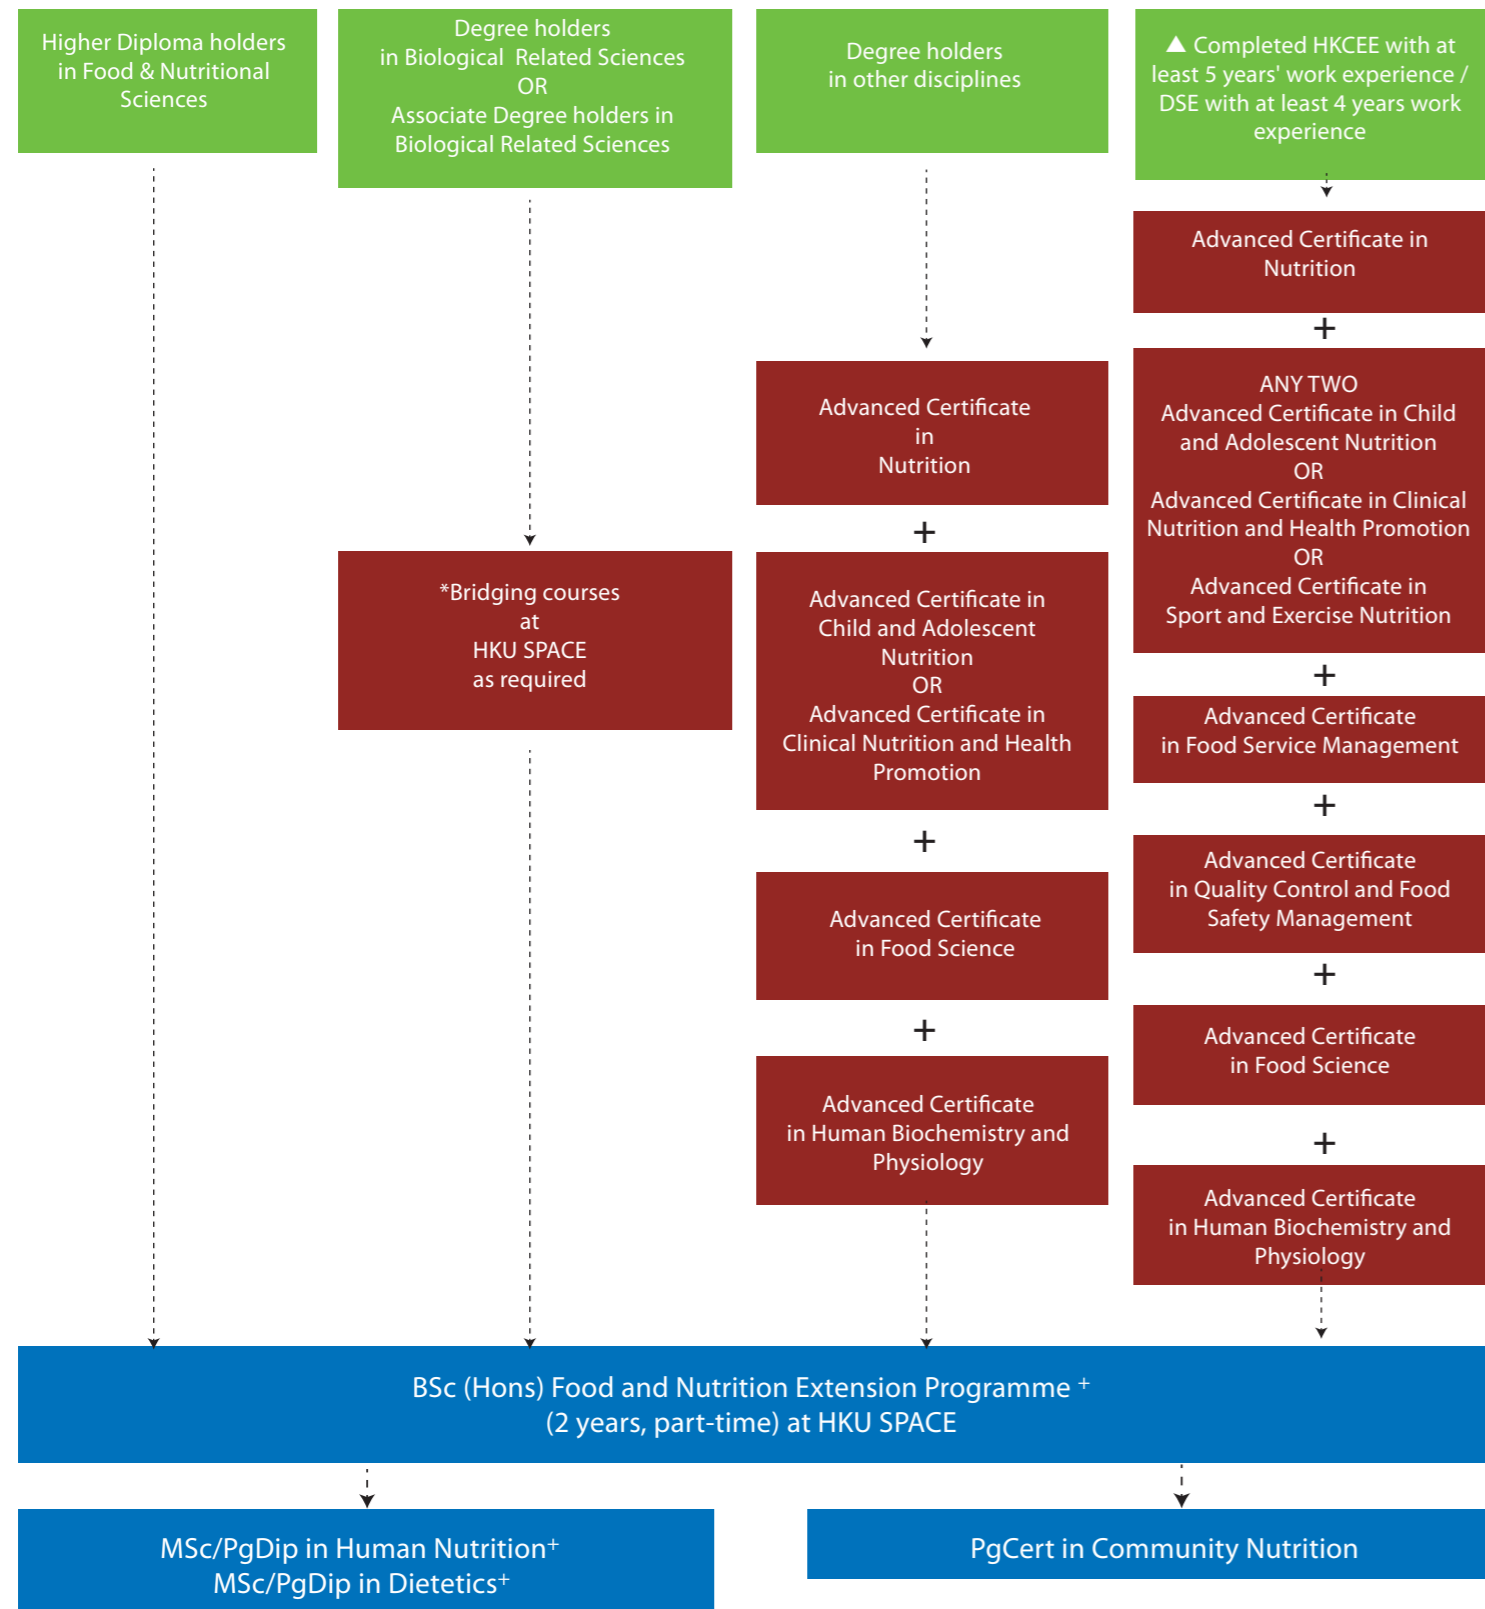 Higher Diploma holders
in Food & Nutritional
Sciences
Degree holders
in Biological Related Sciences
OR
Associate Degree holders in
Biological Related Sciences
Degree holders
in other disciplines
▲ Completed HKCEE with at
least 5 years' work experience /
DSE with at least 4 years work
experience
*Bridging courses
at
HKU SPACE
as required
Advanced Certificate
in
Nutrition
+
Advanced Certificate in
Child and Adolescent
Nutrition
OR
Advanced Certificate in
Clinical Nutrition and Health
Promotion
+
Advanced Certificate
in Food Science
+
Advanced Certificate
in Human Biochemistry and
Physiology
Advanced Certificate in
Nutrition
+
ANY TWO
Advanced Certificate in Child
and Adolescent Nutrition
OR
Advanced Certificate in Clinical
Nutrition and Health Promotion
OR
Advanced Certificate in
Sport and Exercise Nutrition
+
Advanced Certificate
in Food Service Management
+
Advanced Certificate
in Quality Control and Food
Safety Management
+
Advanced Certificate
in Food Science
+
Advanced Certificate
in Human Biochemistry and
Physiology
BSc (Hons) Food and Nutrition Extension Programme +
(2 years, part-time) at HKU SPACE
MSc/PgDip in Human Nutrition+
MSc/PgDip in Dietetics+
PgCert in Community Nutrition